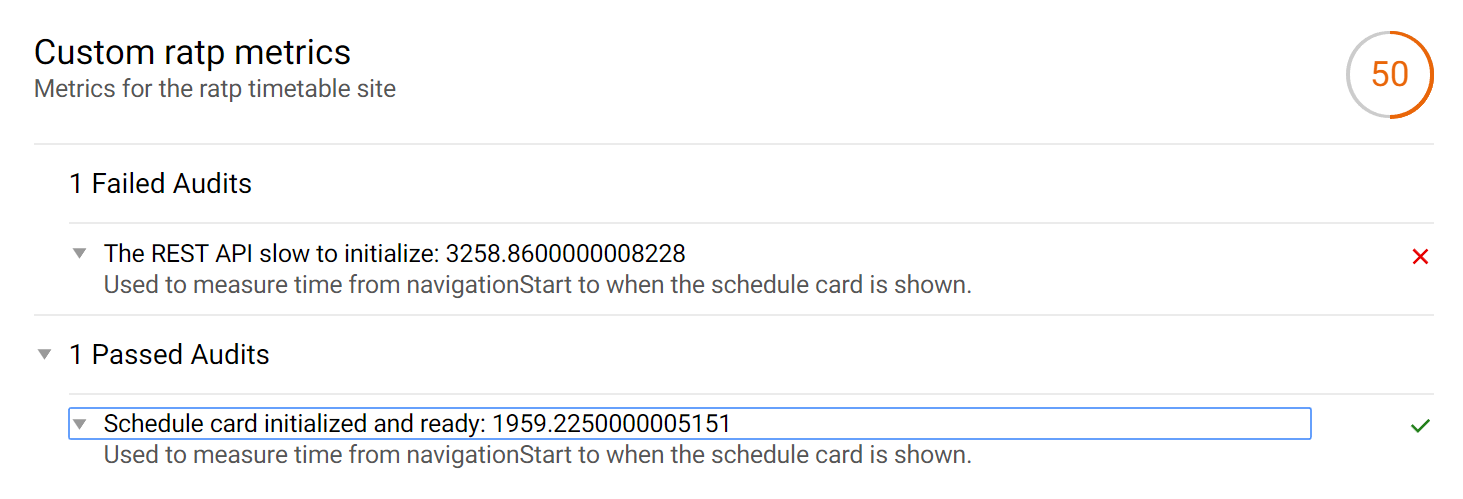 Custom ratp metrics
Metrics for the ratp timetable site
50
1 Failed Audits
The REST API slow to initialize: 3258.8600000008228
Used to measure time from navigationStart to when the schedule card is shown.
1 Passed Audits
Schedule card initialized and ready: 1959.2250000005151
Used to measure time from navigationStart to when the schedule card is shown.